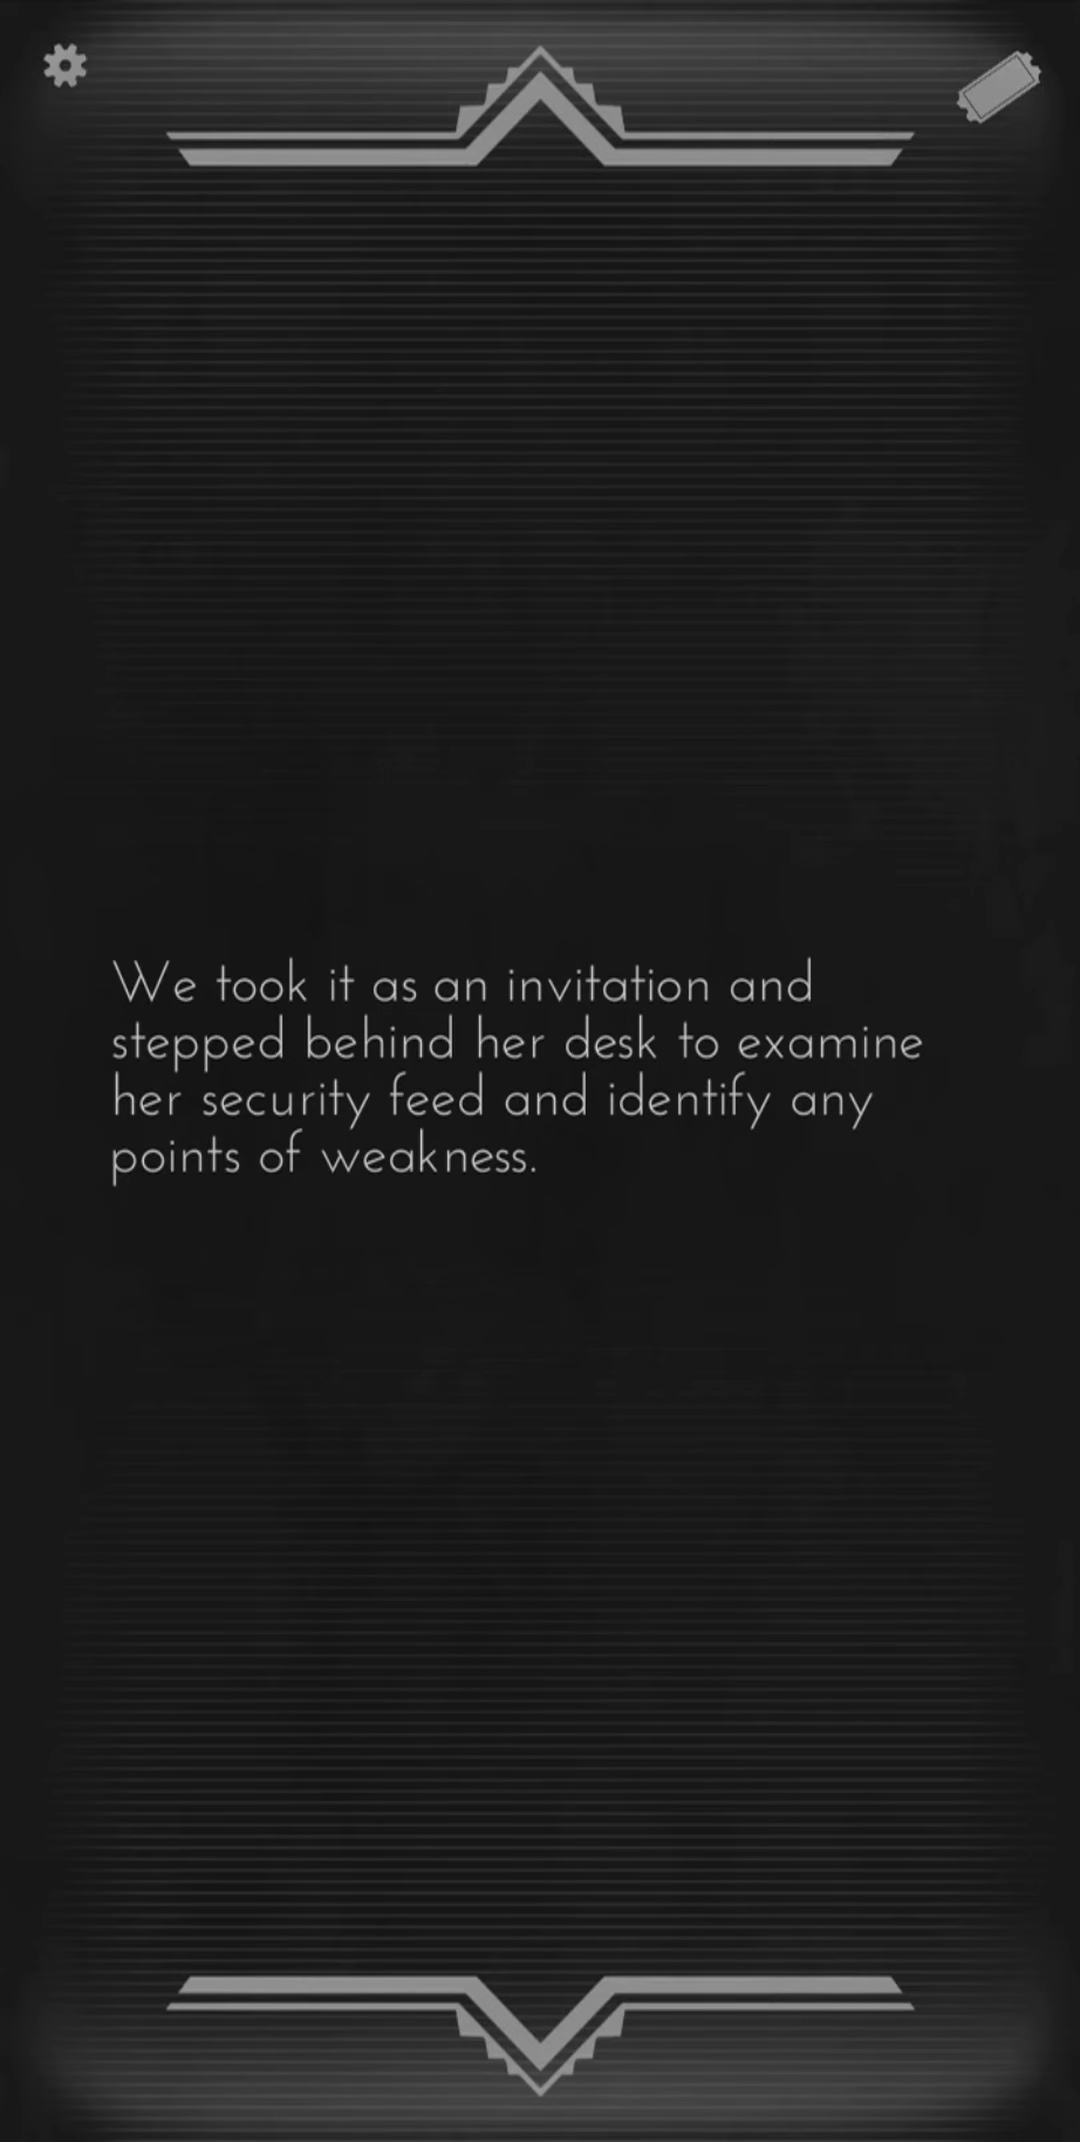 We took it as an invitation and
stepped behind her desk to examine
her security feed and identify any
points of weakness.